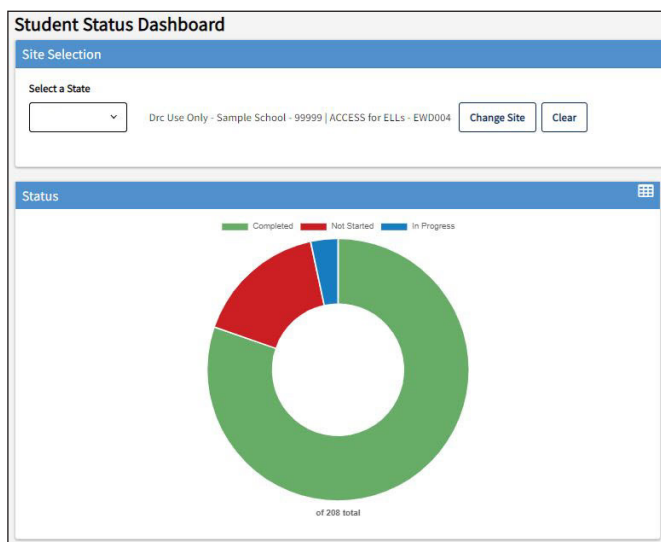 Student Status Dashboard
Site Selection
Select a State
Drc Use Only - Sample School - 99999 | ACCESS for ELLs - EWD004 Change Site Clear
Status
Completed Not Started In Progress
of 208 total